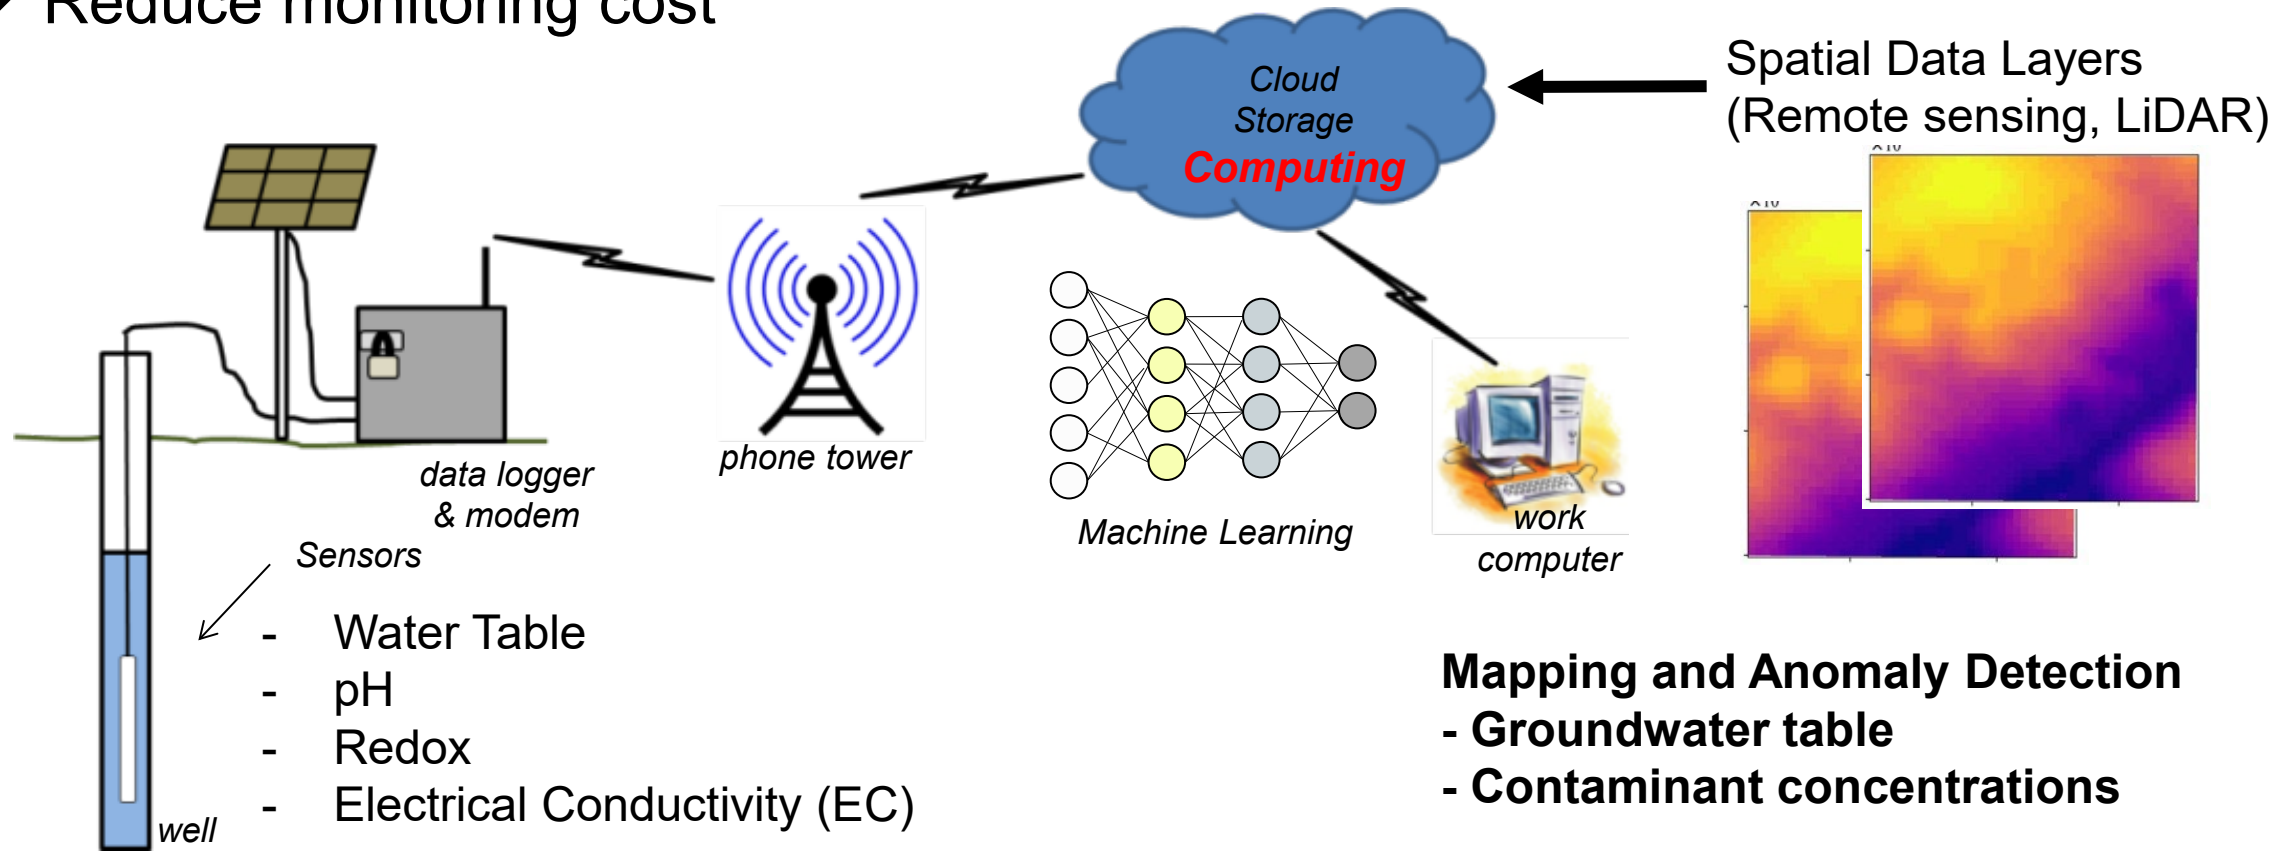 Reduce monitoring cost
Cloud
Storage
Computing
Spatial Data Layers
(Remote sensing, LiDAR)
data logger
& modem
phone tower
Machine Learning
work
computer
Sensors
- Water Table
- pH
- Redox
- Electrical Conductivity (EC)
well
Mapping and Anomaly Detection
- Groundwater table
- Contaminant concentrations